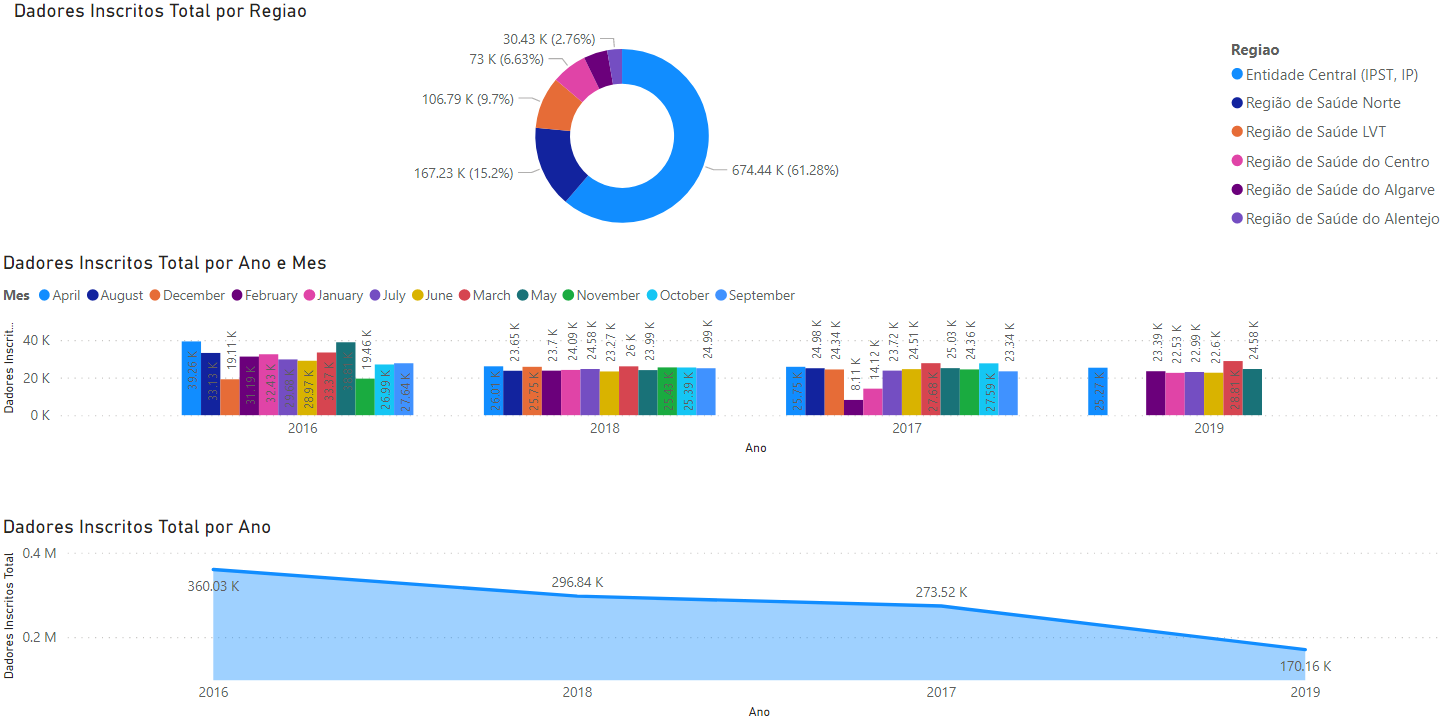 Dadores Inscritos Total por Regiao
30.43 K (2.76%)
73 K (6.63%)
106.79 K (9.7%)
167.23 K (15.2%)
674.44 K (61.28%)
Regiao
Entidade Central (IPST, IP)
Região de Saúde Norte
Região de Saúde LVT
Região de Saúde do Centro
Região de Saúde do Algarve
Região de Saúde do Alentejo
Dadores Inscritos Total por Ano e Mes
Mes April August December February January July June March May November October September
Dadores Inscrit...
40 K
20 K
0 K
39.26 K 33.13 K 19.11 K 31.19 K 32.43 K 28.97 K 33.37 K 19.46 K 26.99 K 27.64 K
26.01 K 23.65 K 25.75 K 23.7 K 24.09 K 24.58 K 23.27 K 26 K 23.99 K 25.43 K 25.39 K 24.99 K
25.75 K 24.98 K 24.34 K 8.11 K 14.12 K 23.72 K 24.51 K 27.68 K 25.03 K 24.36 K 27.59 K 23.34 K
25.27 K 23.39 K 22.53 K 22.99 K 22.6 K 28.81 K 24.58 K
2016 2018 2017 2019
Ano
Dadores Inscritos Total por Ano
Dadores Inscritos Total
0.4 M
0.2 M
360.03 K
296.84 K
273.52 K
170.16 K
2016 2018 2017 2019
Ano